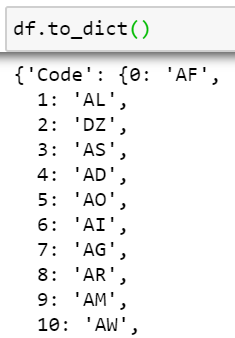 df.to_dict()
{'Code': {0: 'AF',
1: 'AL',
2: 'DZ',
3: 'AS',
4: 'AD',
5: 'AO',
6: 'AI',
7: 'AG',
8: 'AR',
9: 'AM',
10: 'AW',